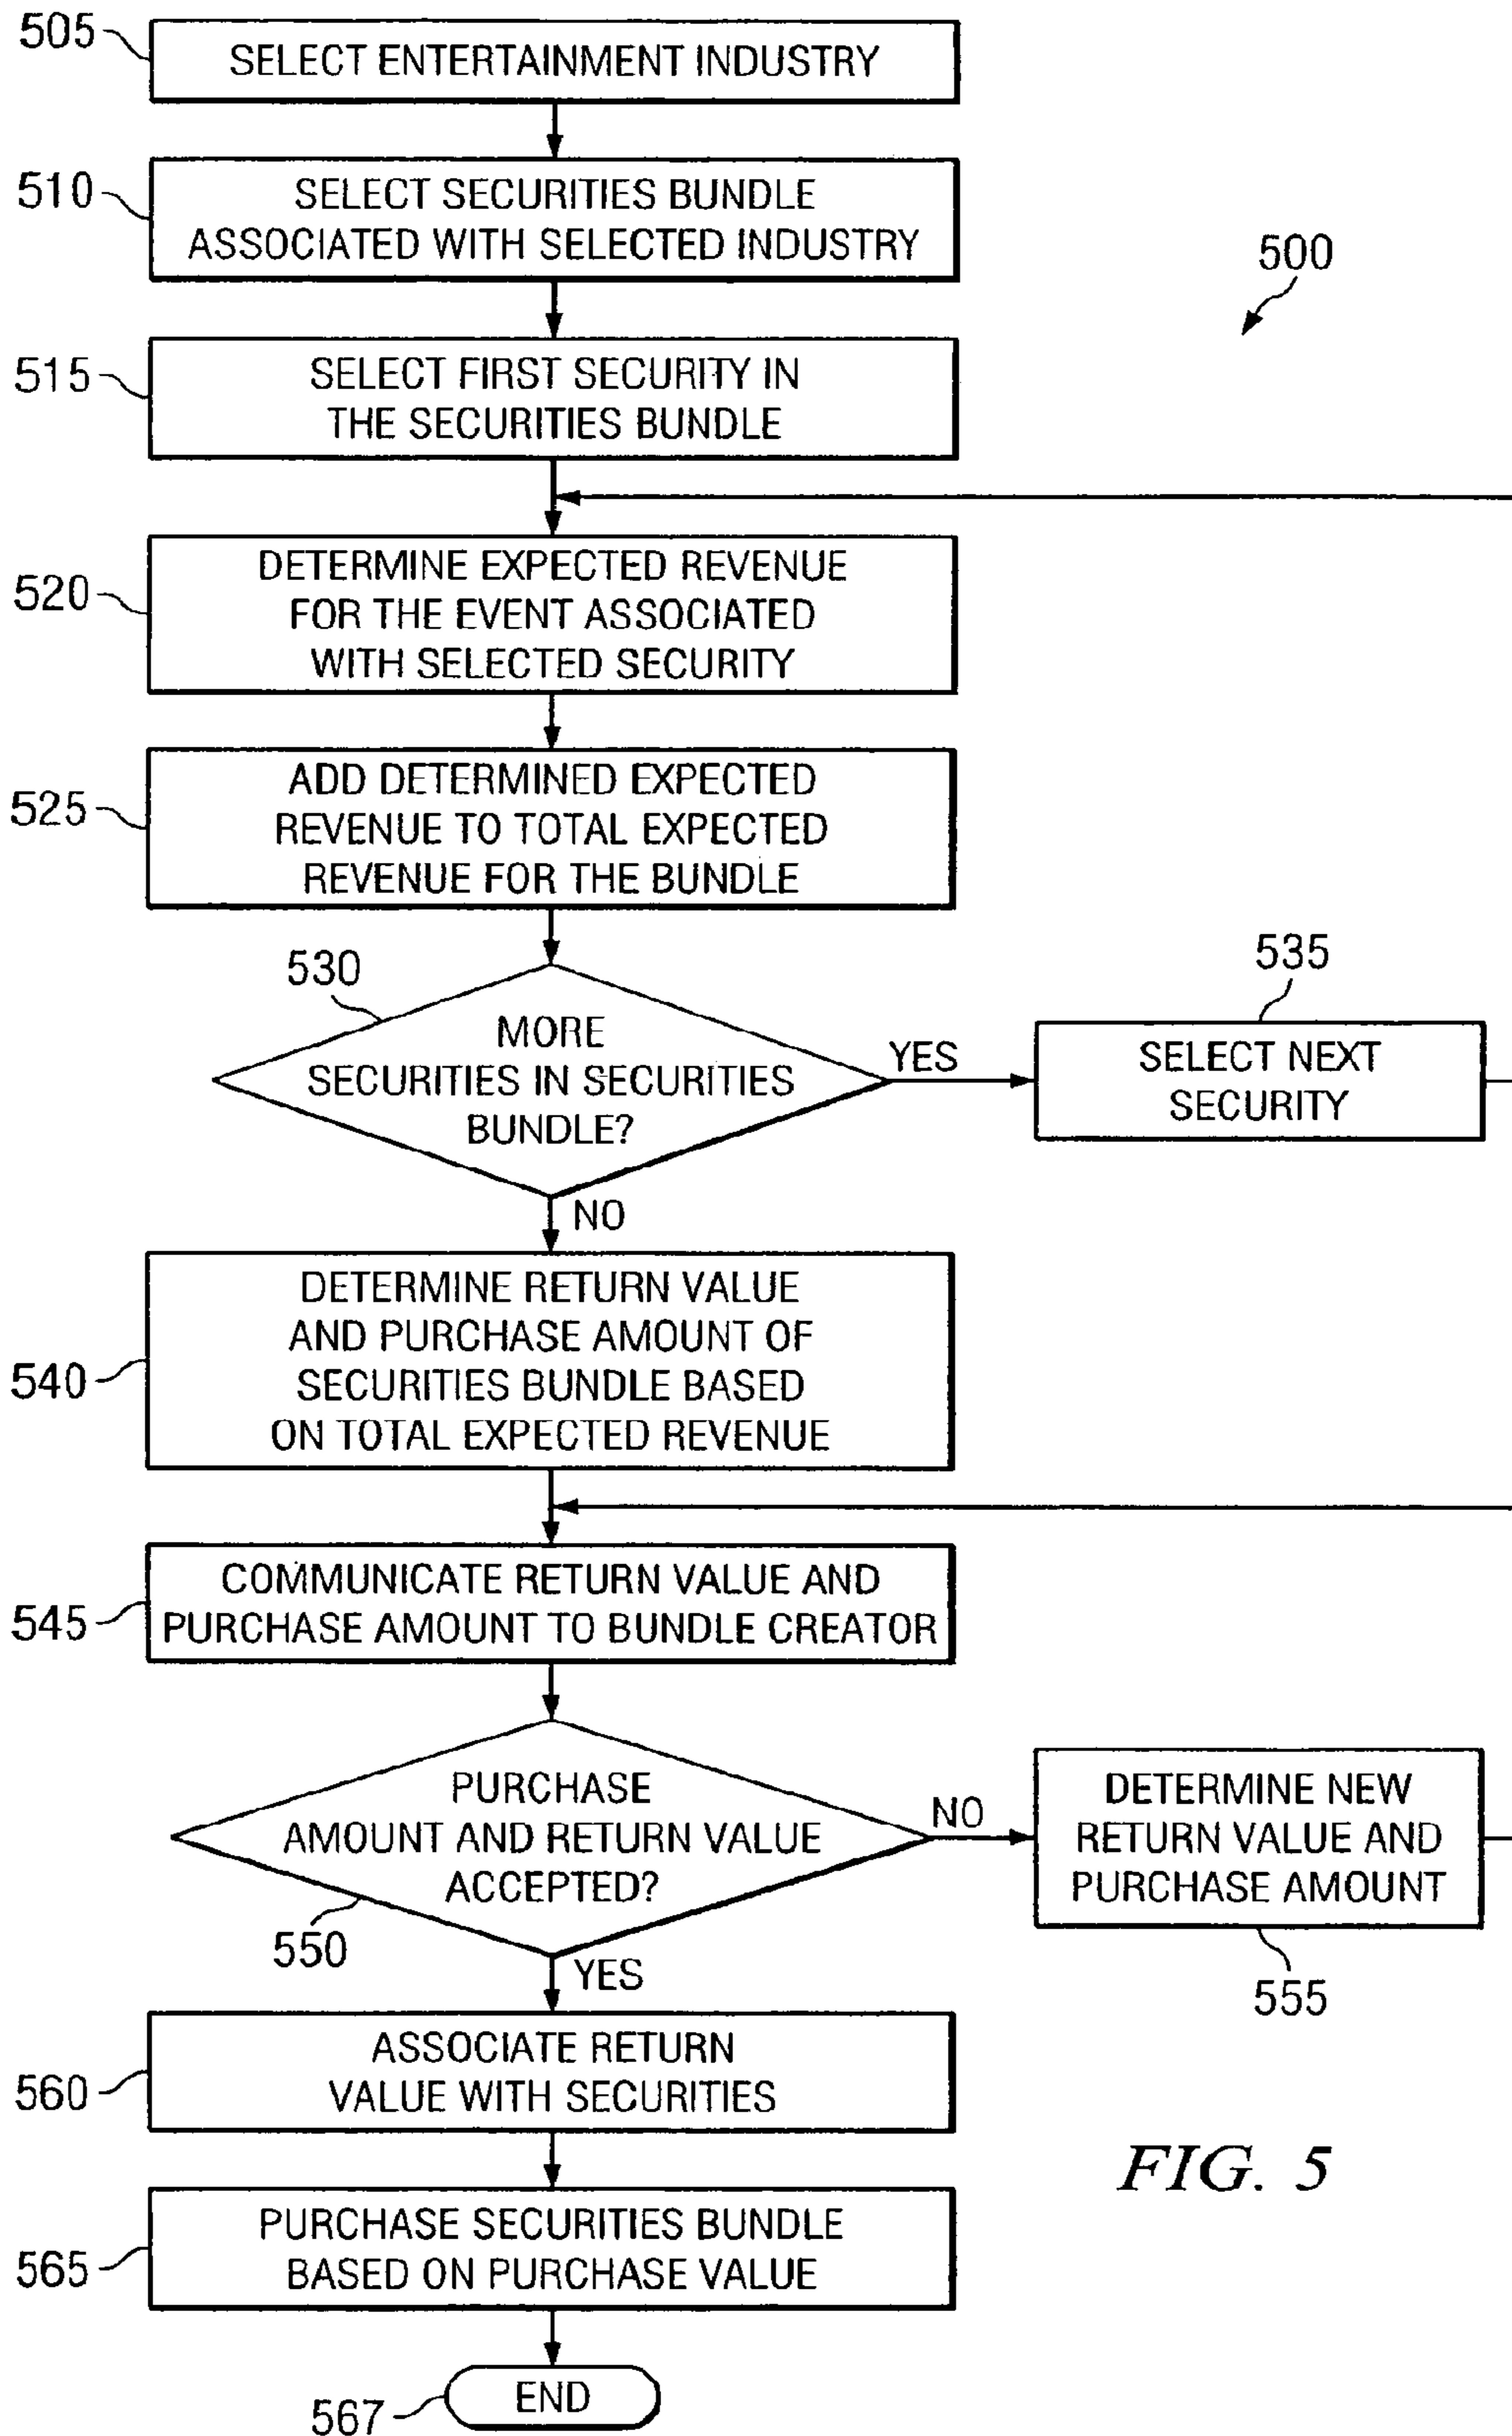 505
SELECT ENTERTAINMENT INDUSTRY
510
SELECT SECURITIES BUNDLE
ASSOCIATED WITH SELECTED INDUSTRY
500
515
SELECT FIRST SECURITY IN
THE SECURITIES BUNDLE
520
DETERMINE EXPECTED REVENUE
FOR THE EVENT ASSOCIATED
WITH SELECTED SECURITY
525
ADD DETERMINED EXPECTED
REVENUE TO TOTAL EXPECTED
REVENUE FOR THE BUNDLE
530
MORE
SECURITIES IN SECURITIES
BUNDLE?
YES
535
SELECT NEXT
SECURITY
NO
540
DETERMINE RETURN VALUE
AND PURCHASE AMOUNT OF
SECURITIES BUNDLE BASED
ON TOTAL EXPECTED REVENUE
545
COMMUNICATE RETURN VALUE AND
PURCHASE AMOUNT TO BUNDLE CREATOR
550
PURCHASE
AMOUNT AND RETURN VALUE
ACCEPTED?
NO
DETERMINE NEW
RETURN VALUE AND
PURCHASE AMOUNT
555
YES
560
ASSOCIATE RETURN
VALUE WITH SECURITIES
FIG. 5
565
PURCHASE SECURITIES BUNDLE
BASED ON PURCHASE VALUE
567
END